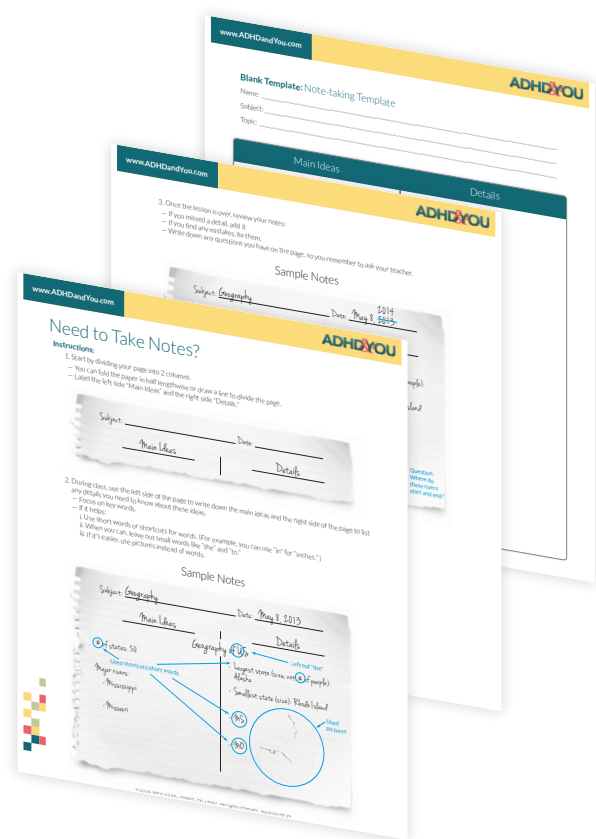 www.ADHDandYou.com
ADHD&YOU
Blank Template: Note-taking Template
Name:
Subject:
Topic:
Main Ideas
Details
www.ADHDandYou.com
ADHD&YOU
3. Once the lesson is over, review your notes:
– If you missed a detail, add it
– If you find any mistakes, fix them.
– Write down any questions you have on the page, so you remember to ask your teacher.
Sample Notes
2014
Subject: Geography Date: May 8, 2013
people):
Island
Question:
Where do
these rivers
start and end?
www.ADHDandYou.com
ADHD&YOU
Need to Take Notes?
Instructions:
1. Start by dividing your page into 2 columns.
– You can fold the paper in half lengthwise or draw a line to divide the page.
– Label the left side “Main Ideas” and the right side “Details.”
Subject: Date:
Main Ideas Details
2. During class, use the left side of the page to write down the main ideas and the right side of the page to list
any details you need to know about these ideas.
– Focus on key words.
– If it helps:
i. Use short words or shortcuts for words. (For example, you can use “in” for “inches.”)
ii. When you can, leave out small words like “the” and “to.”
iii. If it's easier, use pictures instead of words.
Sample Notes
Subject: Geography Date: May 8, 2013
Main Ideas Details
Geography of US
# of states: 50
Left out "the"
Used shortcuts/short words
Largest state (size, not # of people):
Alaska
Major rivers:
- Mississippi
Smallest state (size): Rhode Island
- Missouri
MS
MO
Used
pictures